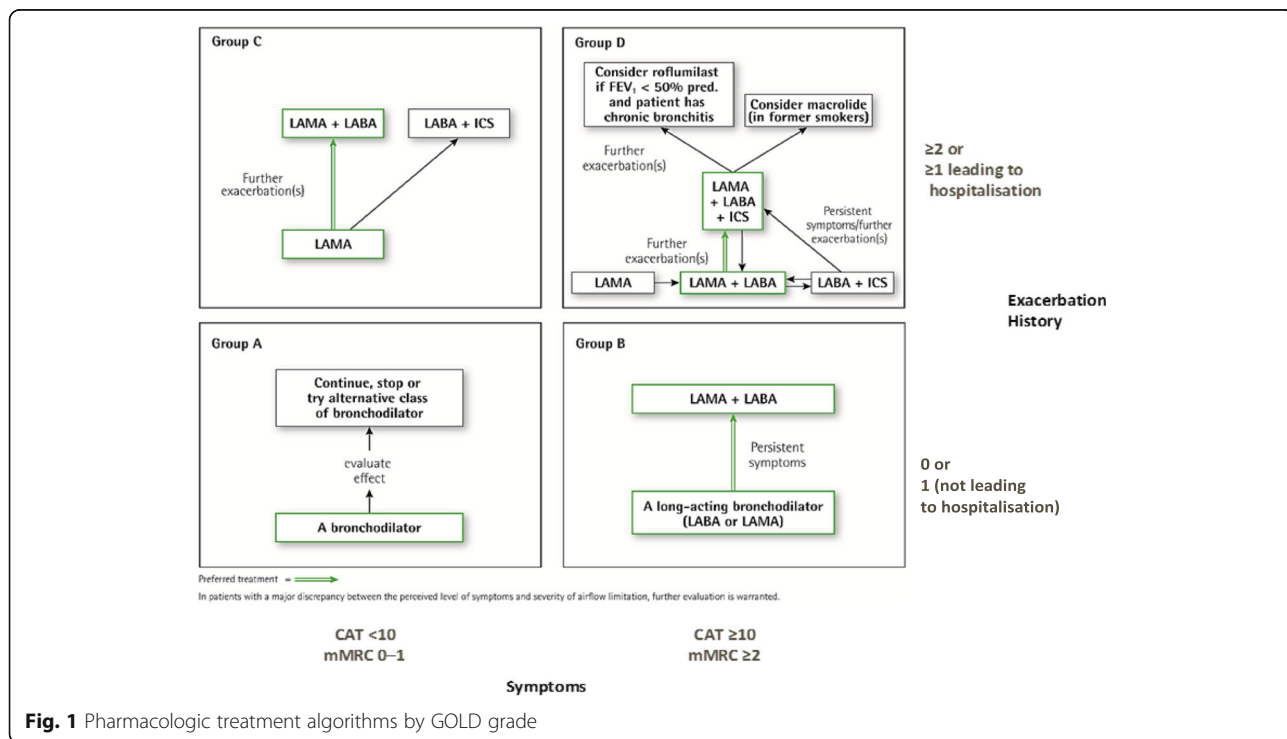 Group C
LAMA + LABA
LABA + ICS
Further
exacerbation(s)
LAMA
Group D
Consider roflumilast
if FEV₁ < 50% pred.
and patient has
chronic bronchitis
Consider macrolide
(in former smokers)
Further
exacerbation(s)
LAMA
+ LABA
+ ICS
Persistent
symptoms/further
exacerbation(s)
Further
exacerbation(s)
LAMA
LAMA + LABA
LABA + ICS
≥2 or
≥1 leading to
hospitalisation
Exacerbation
History
Group A
Continue, stop or
try alternative class
of bronchodilator
evaluate
effect
A bronchodilator
Group B
LAMA + LABA
Persistent
symptoms
A long-acting bronchodilator
(LABA or LAMA)
0 or
1 (not leading
to hospitalisation)
Preferred treatment =
In patients with a major discrepancy between the perceived level of symptoms and severity of airflow limitation, further evaluation is warranted.
CAT <10
mMRC 0–1
CAT ≥10
mMRC ≥2
Symptoms
Fig. 1 Pharmacologic treatment algorithms by GOLD grade